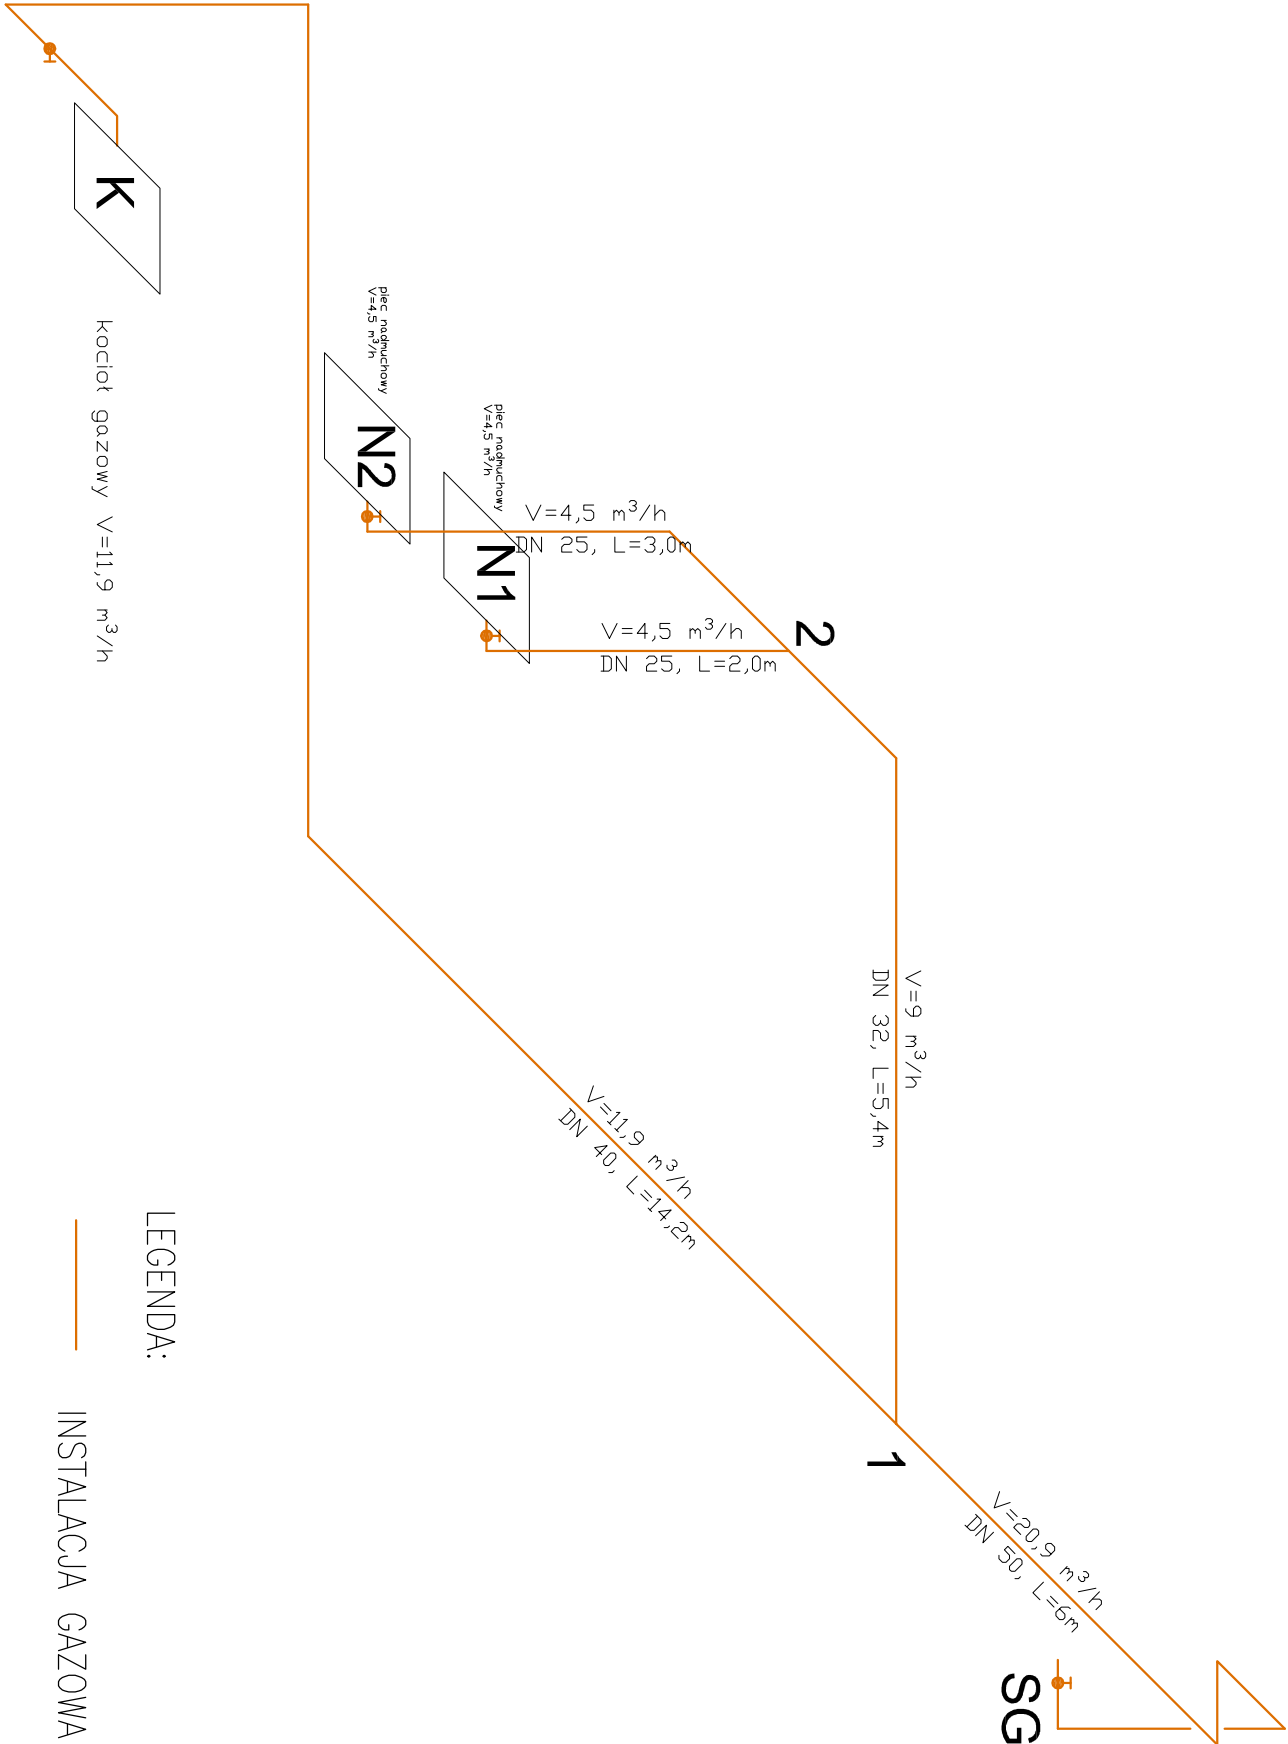 K
kocioł gazowy V=11,9 m³/h
piec nadmuchowy
V=4,5 m³/h
N2
piec nadmuchowy
V=4,5 m³/h
N1
V=4,5 m³/h
DN 25, L=3,0m
V=4,5 m³/h
DN 25, L=2,0m
2
V=9 m³/h
DN 32, L=5,4m
V=11,9 m³/h
DN 40, L=14,2m
1
V=20,9 m³/h
DN 50, L=6m
SG
LEGENDA:
INSTALACJA GAZOWA